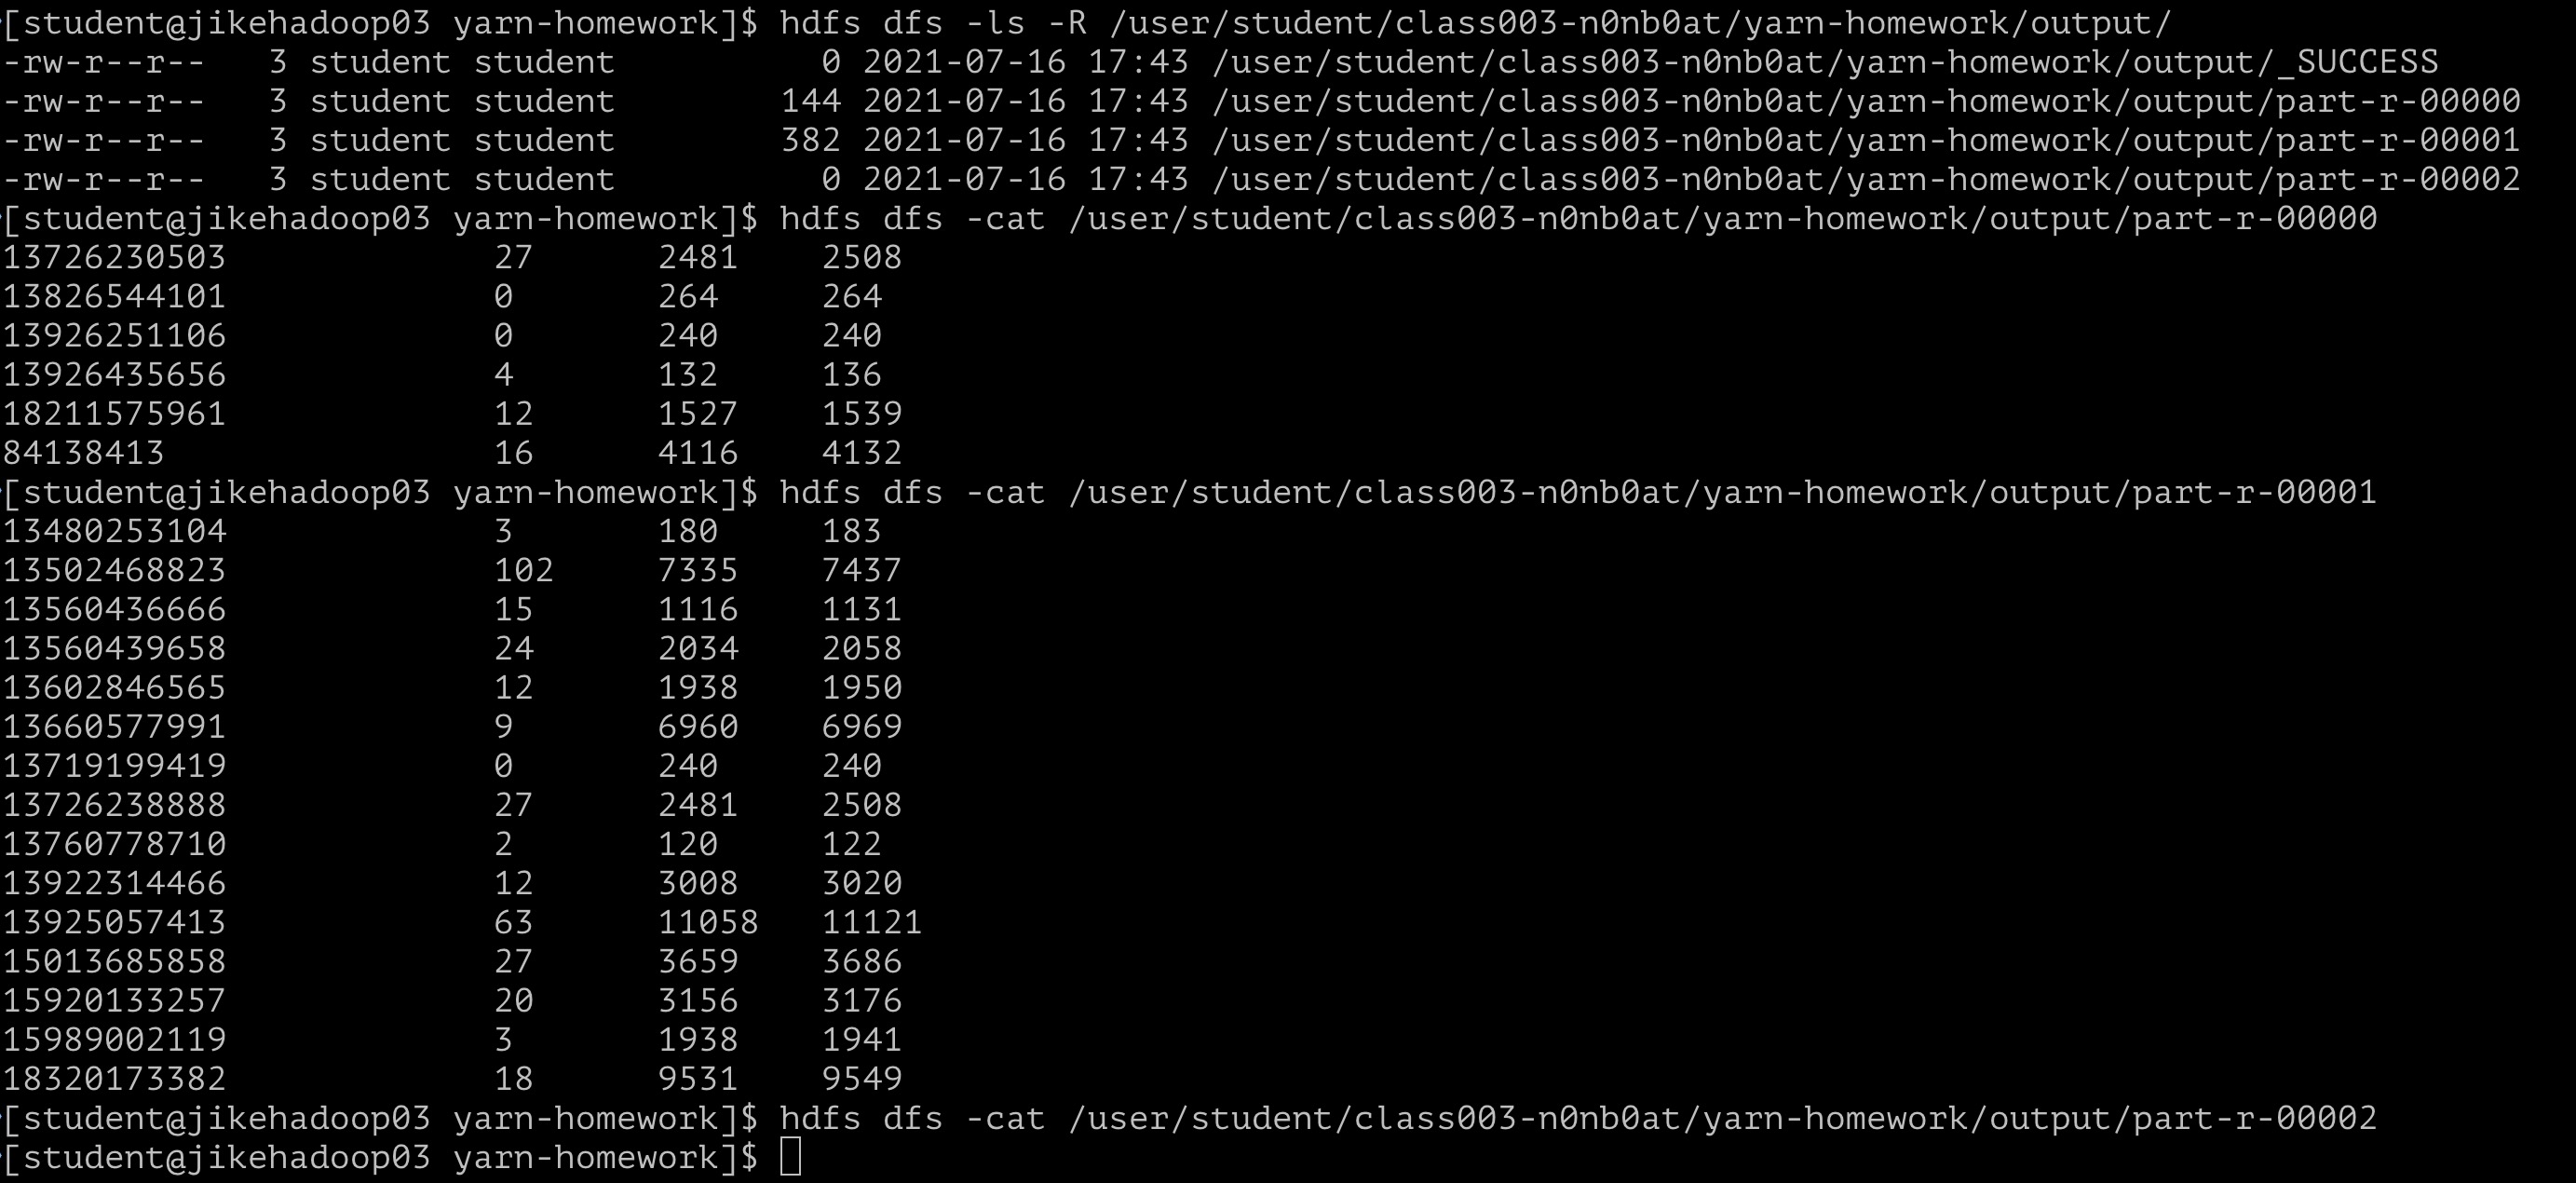 [student@jikehadoop03 yarn-homework]$ hdfs dfs -ls -R /user/student/class003-n0nb0at/yarn-homework/output/
-rw-r--r--   3 student student          0 2021-07-16 17:43 /user/student/class003-n0nb0at/yarn-homework/output/_SUCCESS
-rw-r--r--   3 student student        144 2021-07-16 17:43 /user/student/class003-n0nb0at/yarn-homework/output/part-r-00000
-rw-r--r--   3 student student        382 2021-07-16 17:43 /user/student/class003-n0nb0at/yarn-homework/output/part-r-00001
-rw-r--r--   3 student student          0 2021-07-16 17:43 /user/student/class003-n0nb0at/yarn-homework/output/part-r-00002
[student@jikehadoop03 yarn-homework]$ hdfs dfs -cat /user/student/class003-n0nb0at/yarn-homework/output/part-r-00000
13726230503             27      2481    2508
13826544101             0       264     264
13926251106             0       240     240
13926435656             4       132     136
18211575961             12      1527    1539
84138413                16      4116    4132
[student@jikehadoop03 yarn-homework]$ hdfs dfs -cat /user/student/class003-n0nb0at/yarn-homework/output/part-r-00001
13480253104             3       180     183
13502468823             102     7335    7437
13560436666             15      1116    1131
13560439658             24      2034    2058
13602846565             12      1938    1950
13660577991             9       6960    6969
13719199419             0       240     240
13726238888             27      2481    2508
13760778710             2       120     122
13922314466             12      3008    3020
13925057413             63      11058   11121
15013685858             27      3659    3686
15920133257             20      3156    3176
15989002119             3       1938    1941
18320173382             18      9531    9549
[student@jikehadoop03 yarn-homework]$ hdfs dfs -cat /user/student/class003-n0nb0at/yarn-homework/output/part-r-00002
[student@jikehadoop03 yarn-homework]$